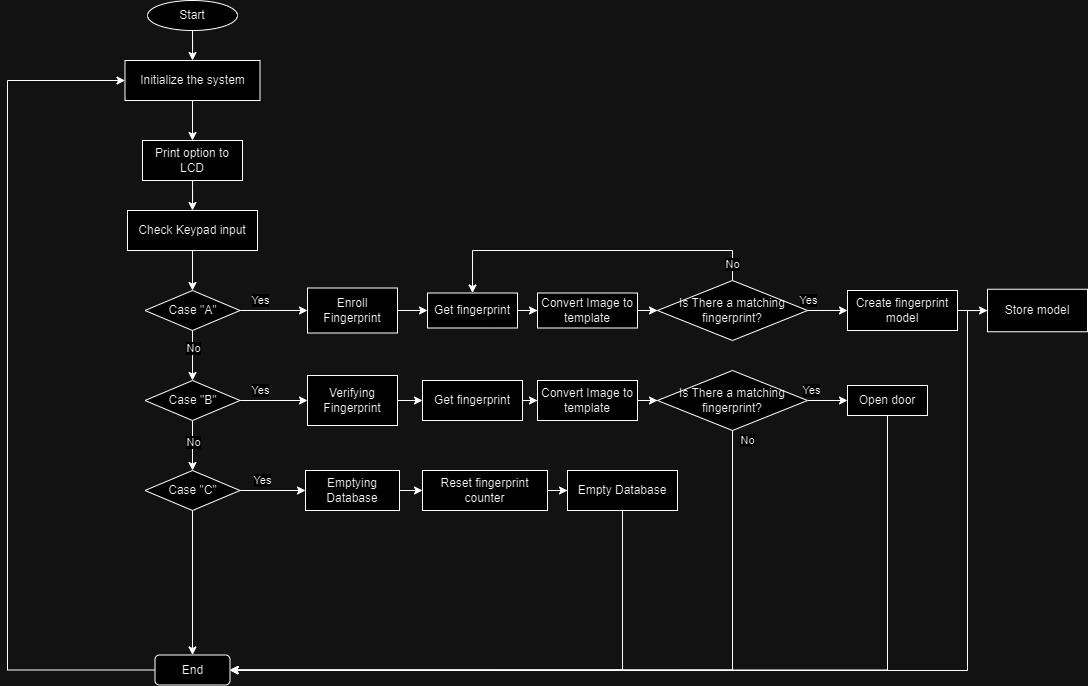 Start
Initialize the system
Print option to
LCD
Check Keypad input
No
Case "A"
Yes
Enroll
Fingerprint
Get fingerprint
Convert Image to
template
Is There a matching
fingerprint?
Yes
Create fingerprint
model
Store model
No
Case "B"
Yes
Verifying
Fingerprint
Get fingerprint
Convert Image to
template
Is There a matching
fingerprint?
Yes
Open door
No
No
Case "C"
Yes
Emptying
Database
Reset fingerprint
counter
Empty Database
End